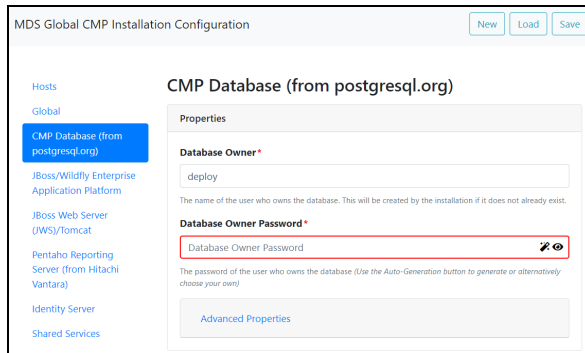 MDS Global CMP Installation Configuration
New
Load
Save
Hosts
Global
CMP Database (from
postgresql.org)
JBoss/Wildfly Enterprise
Application Platform
JBoss Web Server
(JWS)/Tomcat
Pentaho Reporting
Server (from Hitachi
Vantara)
Identity Server
Shared Services
CMP Database (from postgresql.org)
Properties
Database Owner*
deploy
The name of the user who owns the database. This will be created by the installation if it does not already exist.
Database Owner Password*
Database Owner Password
The password of the user who owns the database (Use the Auto-Generation button to generate or alternatively
choose your own)
Advanced Properties